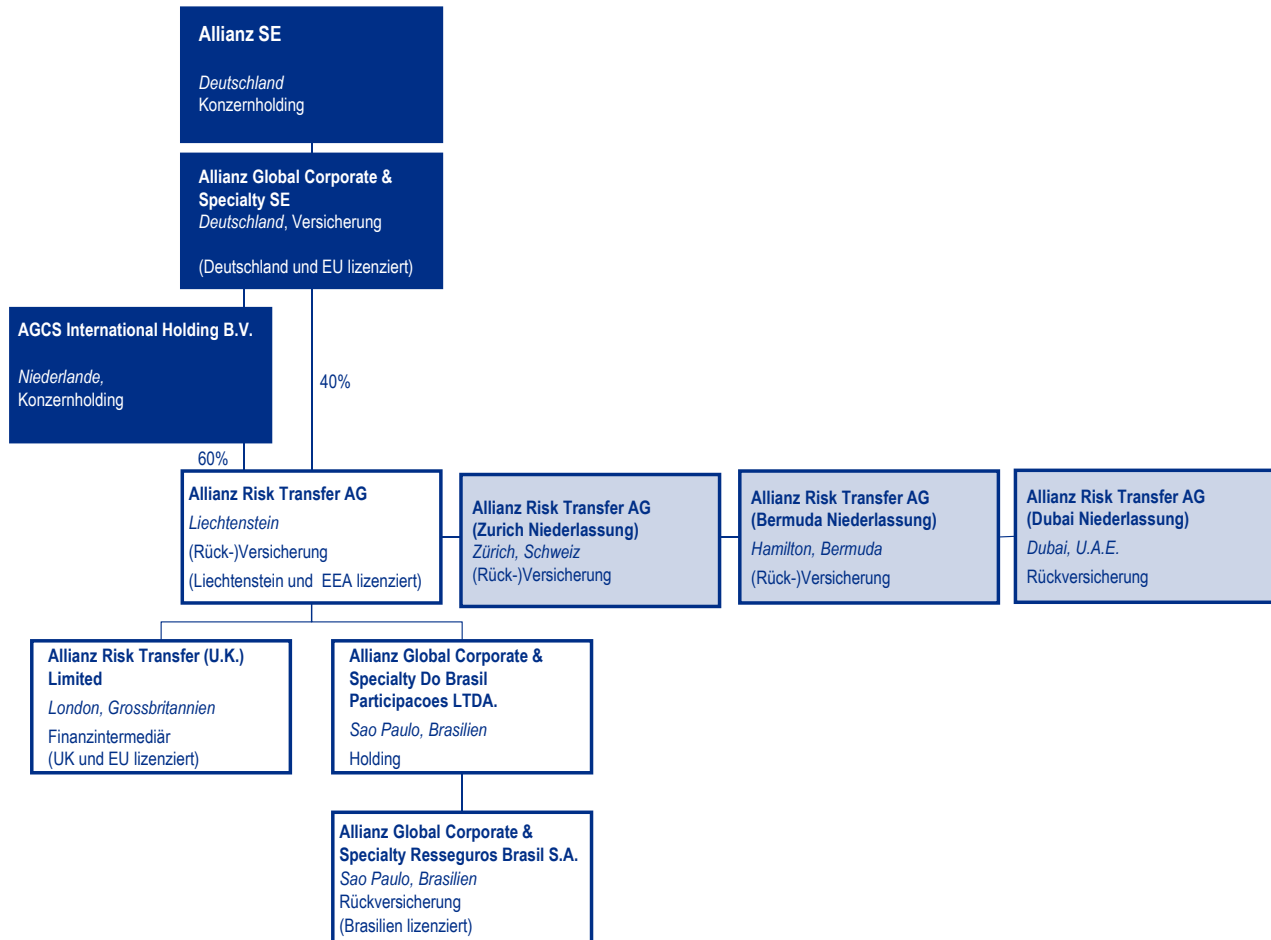 Allianz SE
Deutschland
Konzernholding
Allianz Global Corporate &
Specialty SE
Deutschland, Versicherung
(Deutschland und EU lizenziert)
AGCS International Holding B.V.
Niederlande,
Konzernholding
40%
60%
Allianz Risk Transfer AG
Liechtenstein
(Rück-)Versicherung
(Liechtenstein und EEA lizenziert)
Allianz Risk Transfer AG
(Zurich Niederlassung)
Zürich, Schweiz
(Rück-)Versicherung
Allianz Risk Transfer AG
(Bermuda Niederlassung)
Hamilton, Bermuda
(Rück-)Versicherung
Allianz Risk Transfer AG
(Dubai Niederlassung)
Dubai, U.A.E.
Rückversicherung
Allianz Risk Transfer (U.K.)
Limited
London, Grossbritannien
Finanzintermediär
(UK und EU lizenziert)
Allianz Global Corporate &
Specialty Do Brasil
Participacoes LTDA.
Sao Paulo, Brasilien
Holding
Allianz Global Corporate &
Specialty Resseguros Brasil S.A.
Sao Paulo, Brasilien
Rückversicherung
(Brasilien lizenziert)